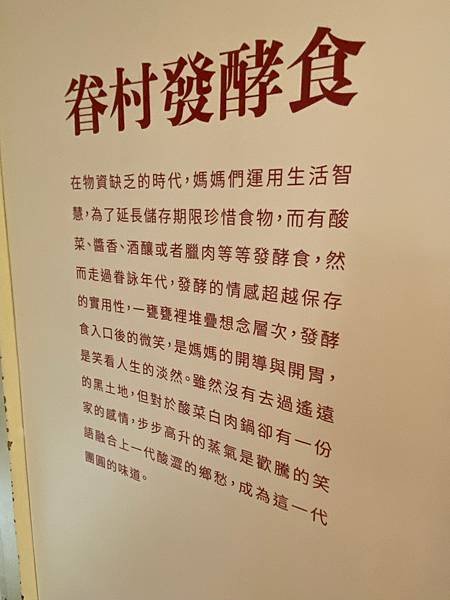 眷村發酵食
在物資缺乏的時代，媽媽們運用生活智
慧，為了延長儲存期限珍惜食物，而有酸
菜、醬香、酒釀或者臘肉等等發酵食，然
而走過眷詠年代，發酵的情感超越保存
的實用性，一甕甕裡堆疊想念層次，發酵
食入口後的微笑，是媽媽的開導與開胃，
是笑看人生的淡然。雖然沒有去過遙遠
的黑土地，但對於酸菜白肉鍋卻有一份
家的感情，步步高升的蒸氣是歡騰的笑
語融合上一代酸澀的鄉愁，成為這一代
團圓的味道。